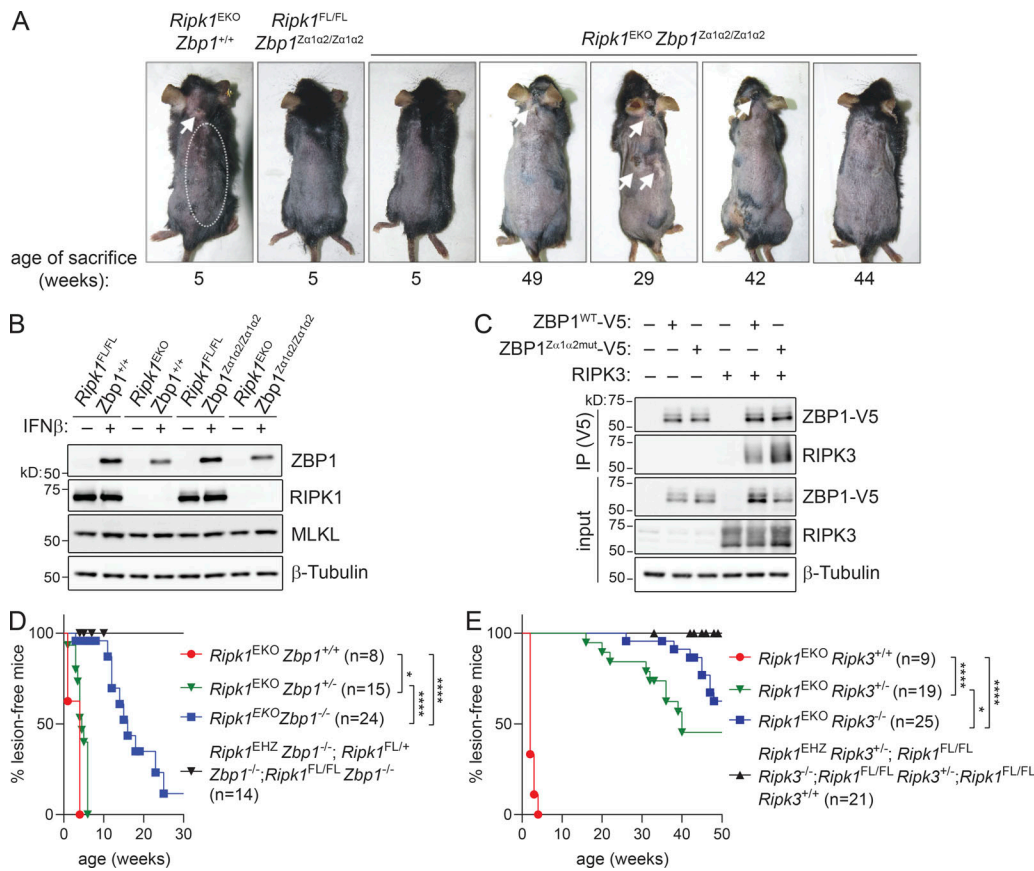 A
Ripk1EKO
Zbp1+/+
Ripk1FL/FL
Zbp1Zα1α2/Zα1α2
Ripk1EKO Zbp1Zα1α2/Zα1α2
age of sacrifice
(weeks):
5 5 5 49 29 42 44
B
Ripk1FL/FL
Zbp1+/+
Ripk1EKO
Zbp1+/+
Ripk1FL/FL
Zbp1Zα1α2/Zα1α2
Ripk1EKO
Zbp1Zα1α2/Zα1α2
IFNβ: – + – + – + – +
kD: 50
ZBP1
75
RIPK1
50
MLKL
50
β-Tubulin
C
ZBP1WT-V5: – + – – + –
ZBP1Zα1α2mut-V5: – – + – – +
RIPK3: – – – + + +
IP (V5)
kD: 75
50
ZBP1-V5
75
50
RIPK3
input
75
50
ZBP1-V5
75
50
RIPK3
50
β-Tubulin
D
% lesion-free mice
100
50
0
0 10 20 30
age (weeks)
Ripk1EKO Zbp1+/+ (n=8)
Ripk1EKO Zbp1+/- (n=15)
Ripk1EKOZbp1-/- (n=24)
Ripk1EHZ Zbp1-/-; Ripk1FL/+
Zbp1-/-;Ripk1FL/FL Zbp1-/-
(n=14)
*
****
****
E
% lesion-free mice
100
50
0
0 20 40 50
age (weeks)
Ripk1EKO Ripk3+/+ (n=9)
Ripk1EKO Ripk3+/- (n=19)
Ripk1EKO Ripk3-/- (n=25)
Ripk1EHZ Ripk3+/-; Ripk1FL/FL
Ripk3-/-;Ripk1FL/FL Ripk3+/-;Ripk1FL/FL
Ripk3+/+ (n=21)
****
*
****